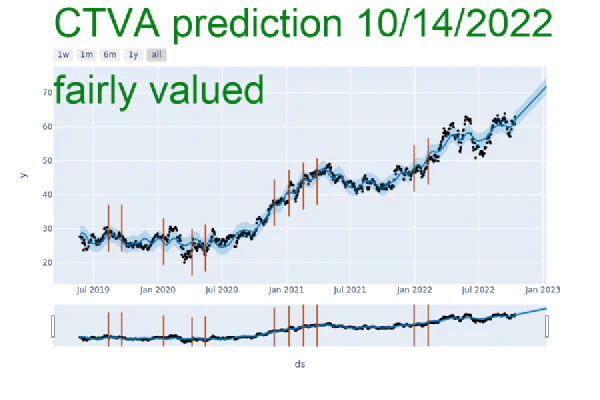 CTVA prediction 10/14/2022
1w 1m 6m 1y all
fairly valued
70
60
50
40
30
20
y
Jul 2019 Jan 2020 Jul 2020 Jan 2021 Jul 2021 Jan 2022 Jul 2022 Jan 2023
ds